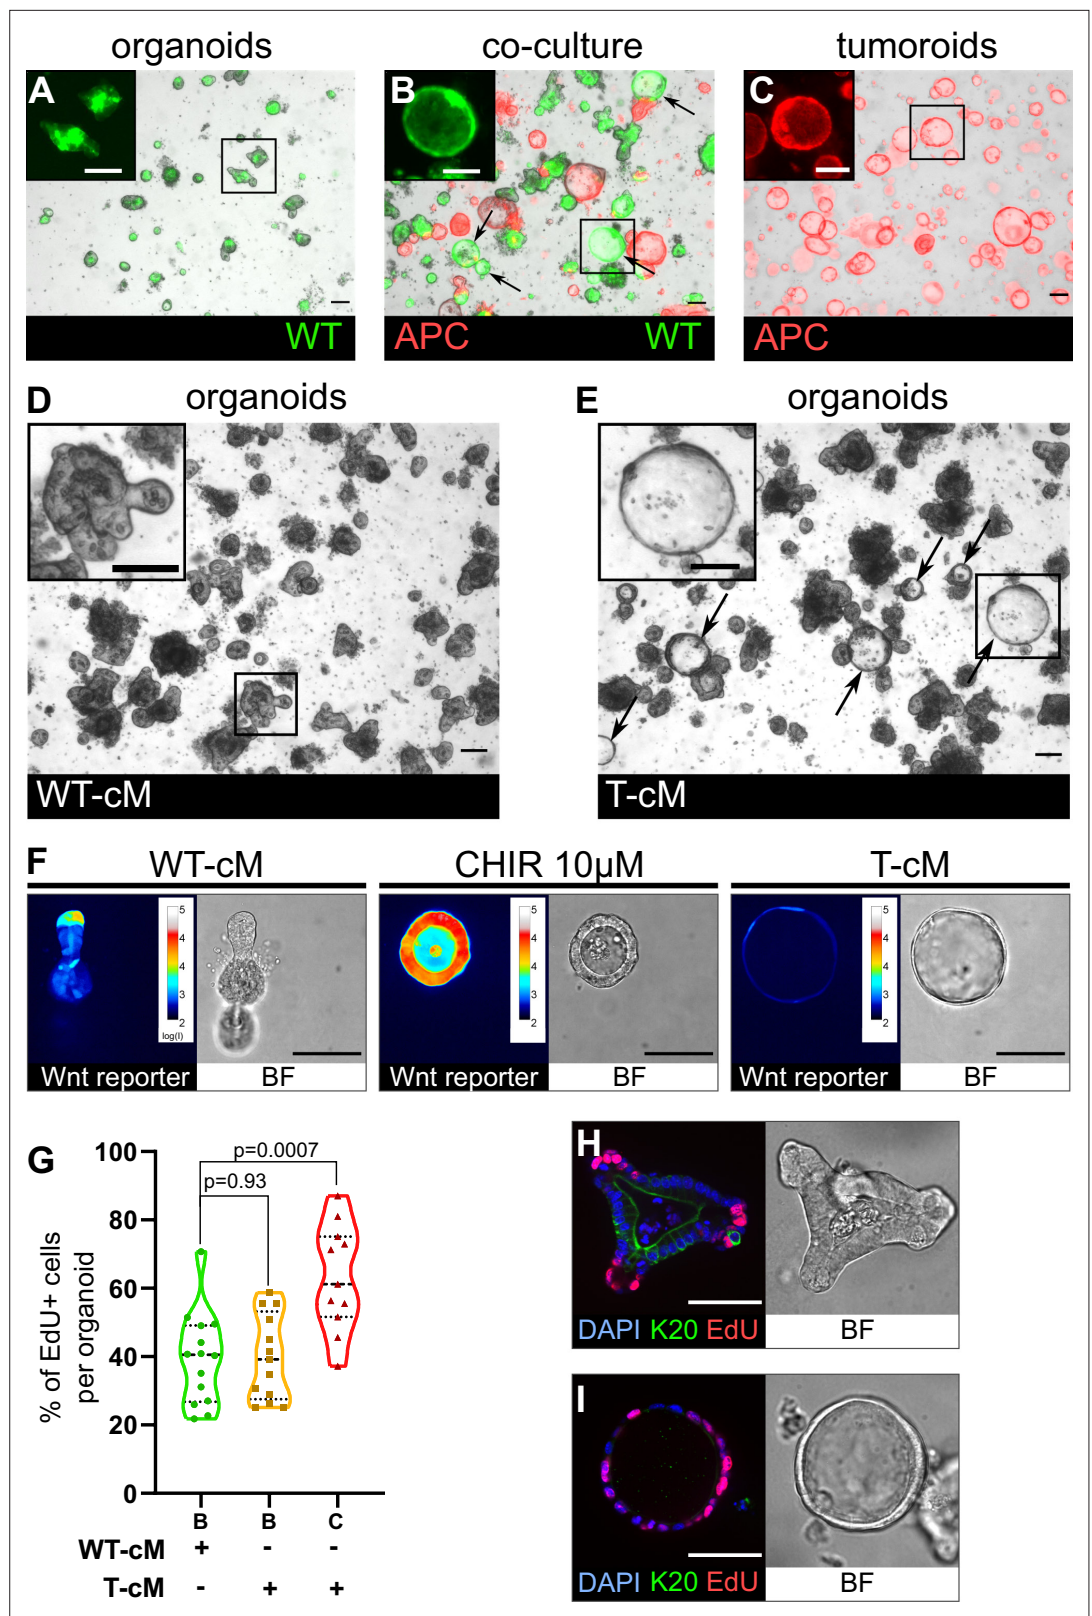 organoids
co-culture
tumoroids
A
B
C
WT
APC
WT
APC
D
organoids
E
organoids
WT-cM
T-cM
F
WT-cM
CHIR 10µM
T-cM
5
4
3
2
log(I)
5
4
3
2
5
4
3
2
Wnt reporter
BF
Wnt reporter
BF
Wnt reporter
BF
G
% of EdU+ cells
per organoid
100
80
60
40
20
0
p=0.0007
p=0.93
B
B
C
WT-cM + - -
T-cM - + +
H
DAPI K20 EdU
BF
I
DAPI K20 EdU
BF